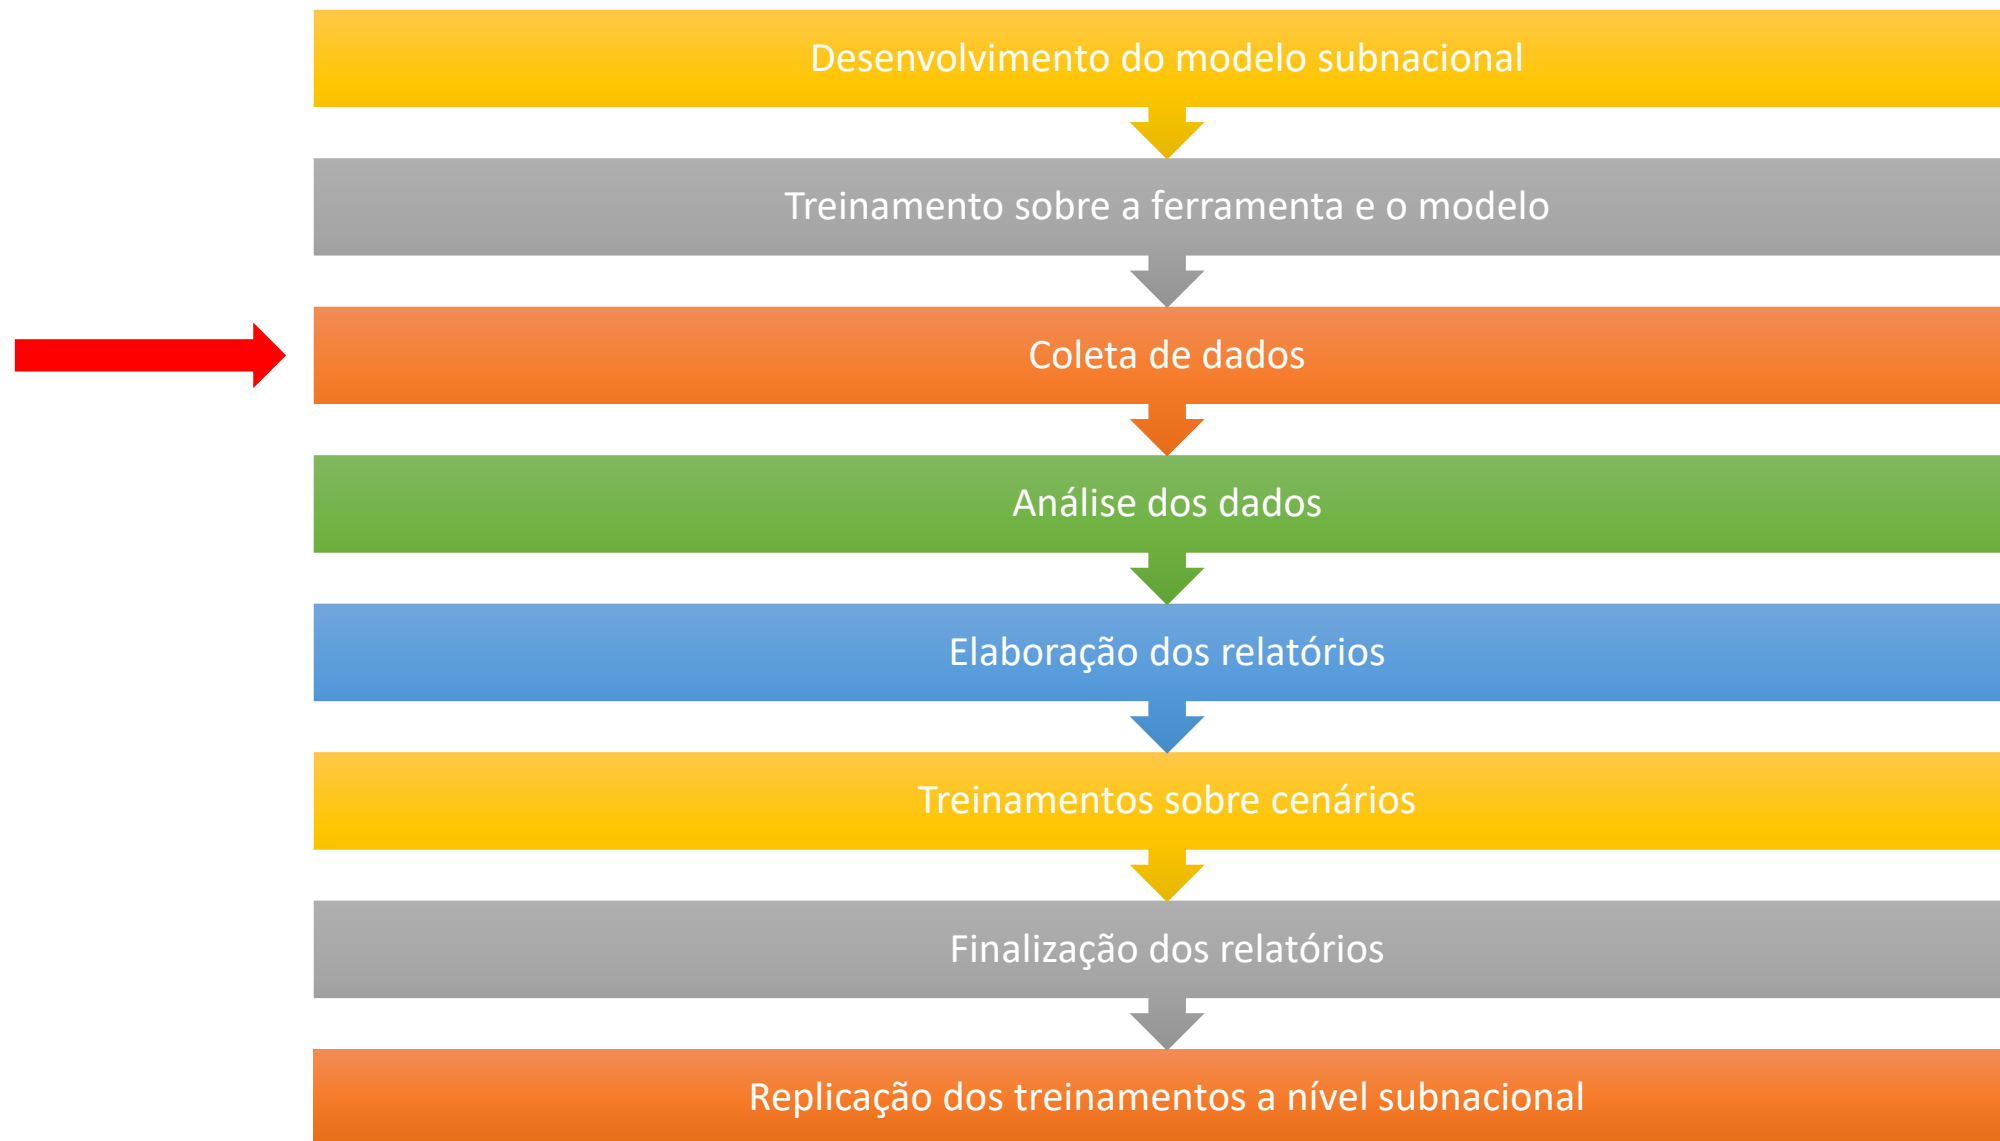 Desenvolvimento do modelo subnacional
Treinamento sobre a ferramenta e o modelo
Coleta de dados
Análise dos dados
Elaboração dos relatórios
Treinamentos sobre cenários
Finalização dos relatórios
Replicação dos treinamentos a nível subnacional